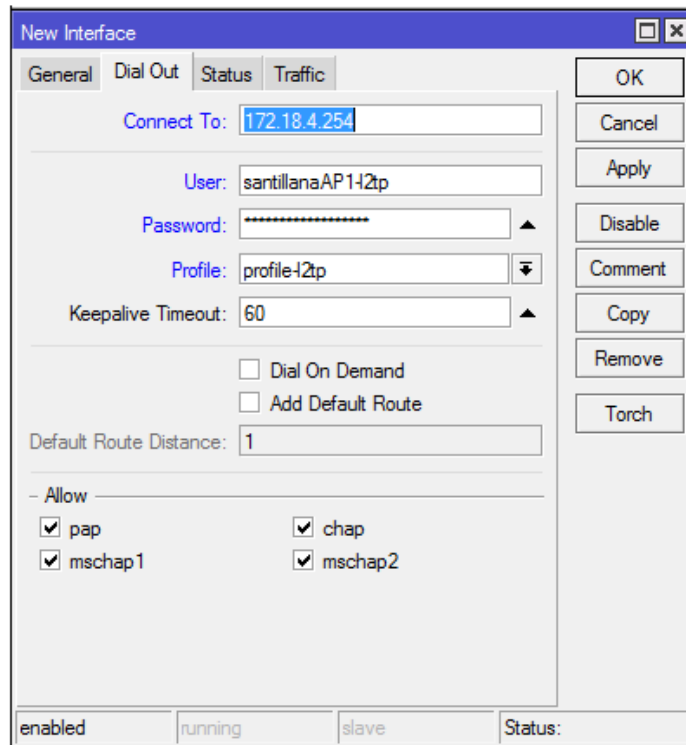 New Interface
General Dial Out Status Traffic
OK
Connect To: 172.18.4.254
Cancel
Apply
User: santillanaAP1-l2tp
Password: ******************
Disable
Profile: profile-l2tp
Comment
Keepalive Timeout: 60
Copy
Remove
Dial On Demand
Add Default Route
Torch
Default Route Distance: 1
Allow
pap chap
mschap1 mschap2
enabled running slave Status: